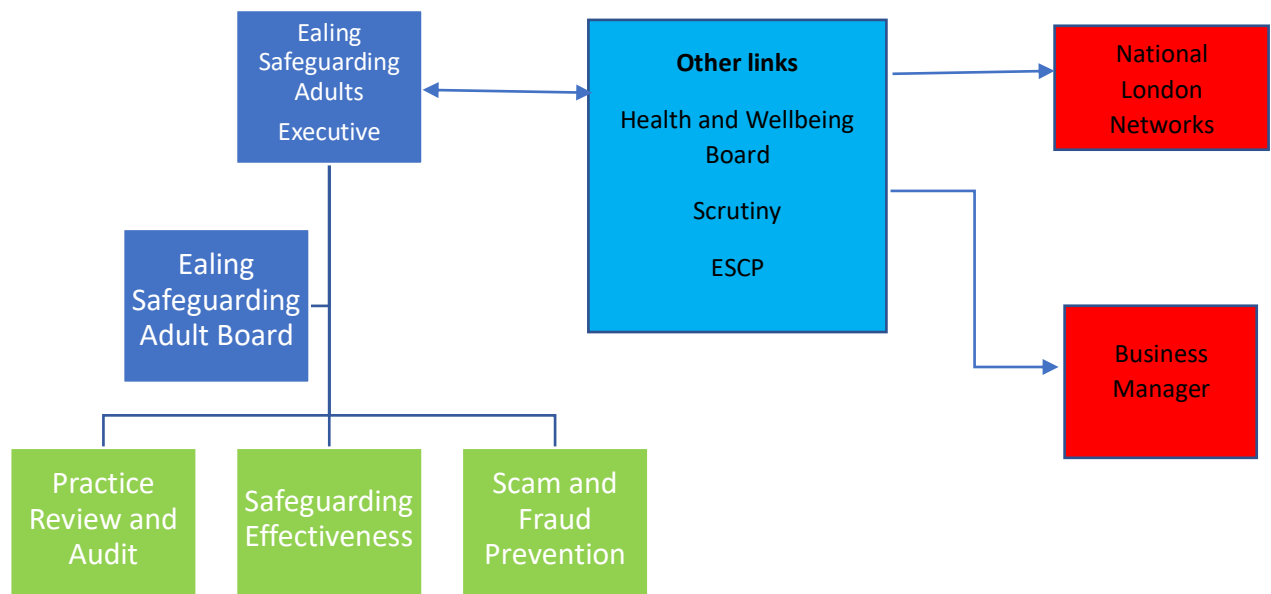 Ealing
Safeguarding
Adults
Executive
Other links
Health and Wellbeing
Board
Scrutiny
ESCP
National
London
Networks
Ealing
Safeguarding
Adult Board
Business
Manager
Practice
Review and
Audit
Safeguarding
Effectiveness
Scam and
Fraud
Prevention